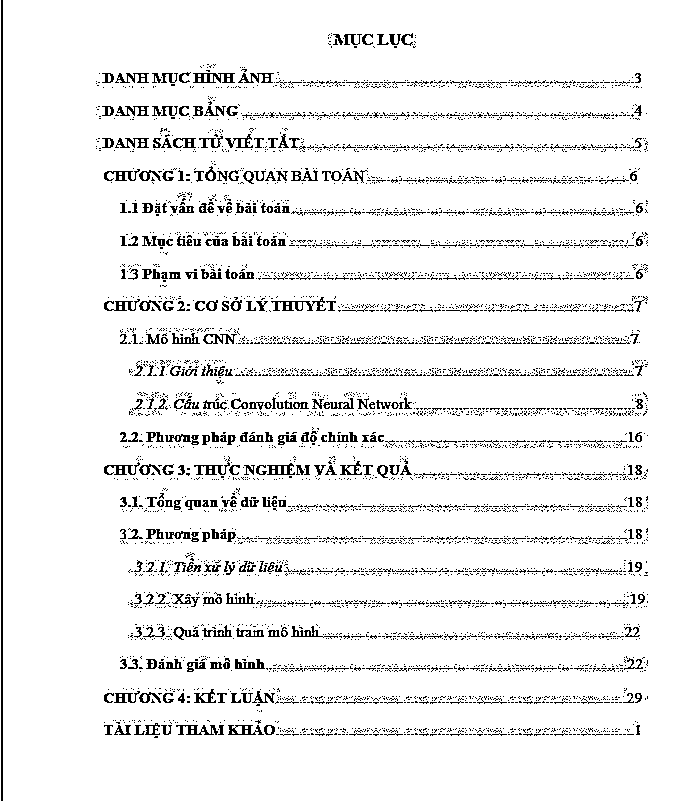 MỤC LỤC
DANH MỤC HÌNH ẢNH 3
DANH MỤC BẢNG 4
DANH SÁCH TỪ VIẾT TẮT 5
CHƯƠNG 1: TỔNG QUAN BÀI TOÁN 6
1.1 Đặt vấn đề về bài toán 6
1.2 Mục tiêu của bài toán 6
1.3 Phạm vi bài toán 6
CHƯƠNG 2: CƠ SỞ LÝ THUYẾT 7
2.1. Mô hình CNN 7
2.1.1 Giới thiệu 7
2.1.2. Cấu trúc Convolution Neural Network 8
2.2. Phương pháp đánh giá độ chính xác 16
CHƯƠNG 3: THỰC NGHIỆM VÀ KẾT QUẢ 18
3.1. Tổng quan về dữ liệu 18
3.2. Phương pháp 18
3.2.1. Tiền xử lý dữ liệu 19
3.2.2. Xây mô hình 19
3.2.3. Quá trình train mô hình 22
3.3. Đánh giá mô hình 22
CHƯƠNG 4: KẾT LUẬN 29
TÀI LIỆU THAM KHẢO 1